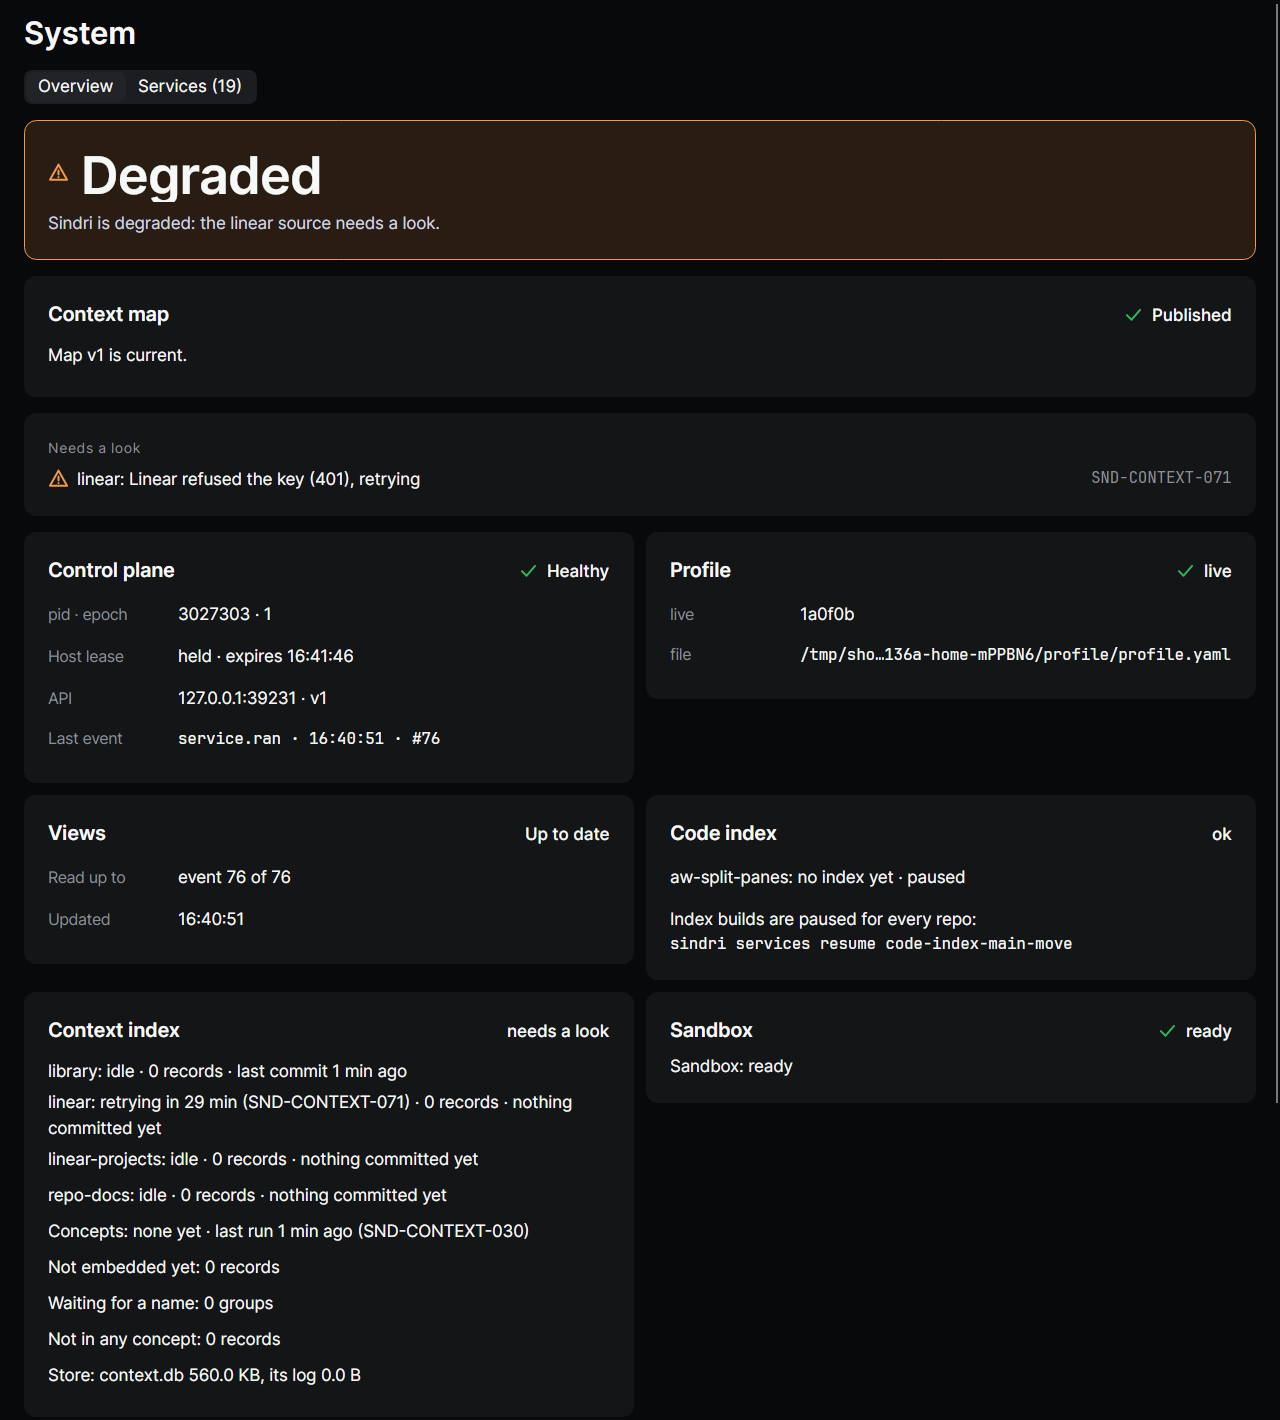 System
Overview
Services (19)
Degraded
Sindri is degraded: the linear source needs a look.
Context map
Published
Map v1 is current.
Needs a look
linear: Linear refused the key (401), retrying
SND-CONTEXT-071
Control plane
Healthy
pid · epoch
3027303 · 1
Host lease
held · expires 16:41:46
API
127.0.0.1:39231 · v1
Last event
service.ran · 16:40:51 · #76
Profile
live
live
1a0f0b
file
/tmp/sho…136a-home-mPPBN6/profile/profile.yaml
Views
Up to date
Read up to
event 76 of 76
Updated
16:40:51
Code index
ok
aw-split-panes: no index yet · paused
Index builds are paused for every repo:
sindri services resume code-index-main-move
Context index
needs a look
library: idle · 0 records · last commit 1 min ago
linear: retrying in 29 min (SND-CONTEXT-071) · 0 records · nothing
committed yet
linear-projects: idle · 0 records · nothing committed yet
repo-docs: idle · 0 records · nothing committed yet
Concepts: none yet · last run 1 min ago (SND-CONTEXT-030)
Not embedded yet: 0 records
Waiting for a name: 0 groups
Not in any concept: 0 records
Store: context.db 560.0 KB, its log 0.0 B
Sandbox
ready
Sandbox: ready